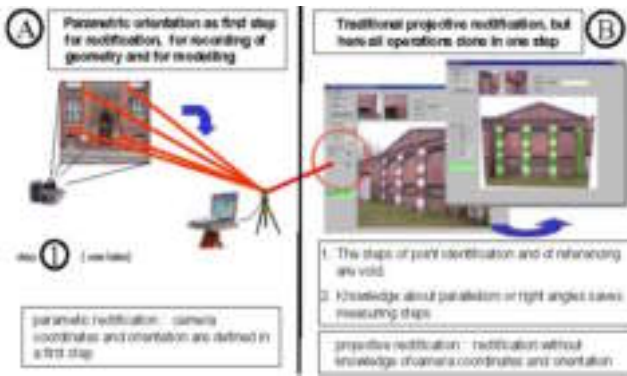 A
Parametric orientation as first step
for rectification, for recording of
geometry and for modelling
step 1
parametric rectification : camera
coordinates and orientation are defined in
a first step
Traditional projective rectification, but
here all operations done in one step
B
1. The steps of point identification and of referencing
are void.
2. Knowledge about parallelism or right angles saves
measuring steps
projective rectification : rectification without
knowledge of camera coordinates and orientation